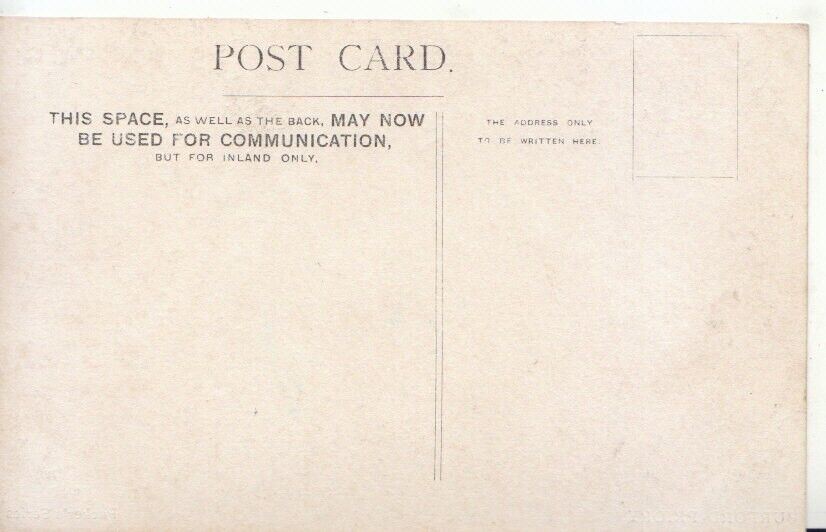 POST CARD.
THIS SPACE, AS WELL AS THE BACK, MAY NOW
BE USED FOR COMMUNICATION,
BUT FOR INLAND ONLY.
THE ADDRESS ONLY
TO BE WRITTEN HERE.